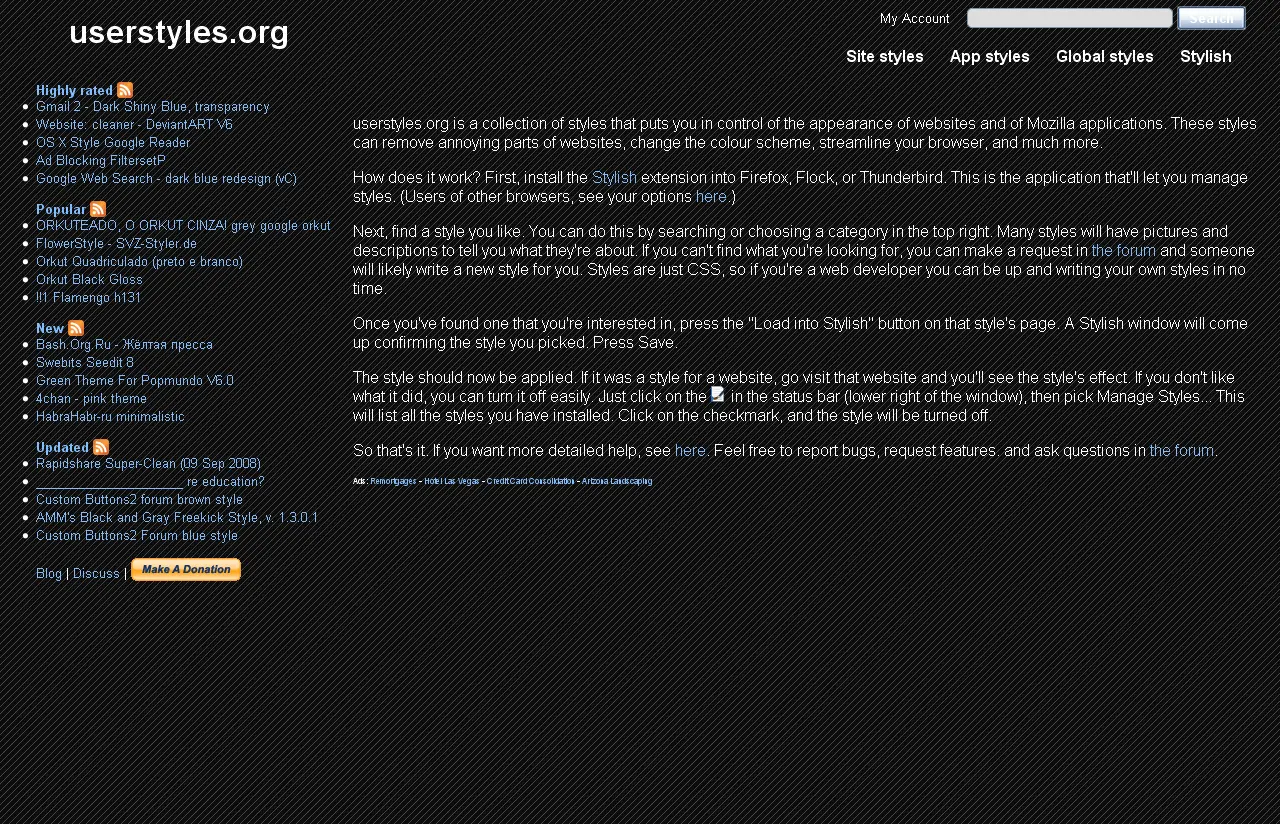 userstyles.org
My Account
Search
Site styles App styles Global styles Stylish
Highly rated
Gmail 2 - Dark Shiny Blue, transparency
Website: cleaner - DeviantART V6
OS X Style Google Reader
Ad Blocking FiltersetP
Google Web Search - dark blue redesign (vC)
Popular
ORKUTEADO, O ORKUT CINZA! grey google orkut
FlowerStyle - SVZ-Styler.de
Orkut Quadriculado (preto e branco)
Orkut Black Gloss
!!1 Flamengo h131
New
Bash.Org.Ru - Жёлтая пресса
Swebits Seedit 8
Green Theme For Popmundo V6.0
4chan - pink theme
HabraHabr-ru minimalistic
Updated
Rapidshare Super-Clean (09 Sep 2008)
_____________________ re education?
Custom Buttons2 forum brown style
AMM's Black and Gray Freekick Style, v. 1.3.0.1
Custom Buttons2 Forum blue style
Blog | Discuss | Make A Donation
userstyles.org is a collection of styles that puts you in control of the appearance of websites and of Mozilla applications. These styles
can remove annoying parts of websites, change the colour scheme, streamline your browser, and much more.
How does it work? First, install the Stylish extension into Firefox, Flock, or Thunderbird. This is the application that'll let you manage
styles. (Users of other browsers, see your options here.)
Next, find a style you like. You can do this by searching or choosing a category in the top right. Many styles will have pictures and
descriptions to tell you what they're about. If you can't find what you're looking for, you can make a request in the forum and someone
will likely write a new style for you. Styles are just CSS, so if you're a web developer you can be up and writing your own styles in no
time.
Once you've found one that you're interested in, press the "Load into Stylish" button on that style's page. A Stylish window will come
up confirming the style you picked. Press Save.
The style should now be applied. If it was a style for a website, go visit that website and you'll see the style's effect. If you don't like
what it did, you can turn it off easily. Just click on the in the status bar (lower right of the window), then pick Manage Styles... This
will list all the styles you have installed. Click on the checkmark, and the style will be turned off.
So that's it. If you want more detailed help, see here. Feel free to report bugs, request features. and ask questions in the forum.
Ads: Remortgages - Hotel Las Vegas - Credit Card Consolidation - Arizona Landscaping